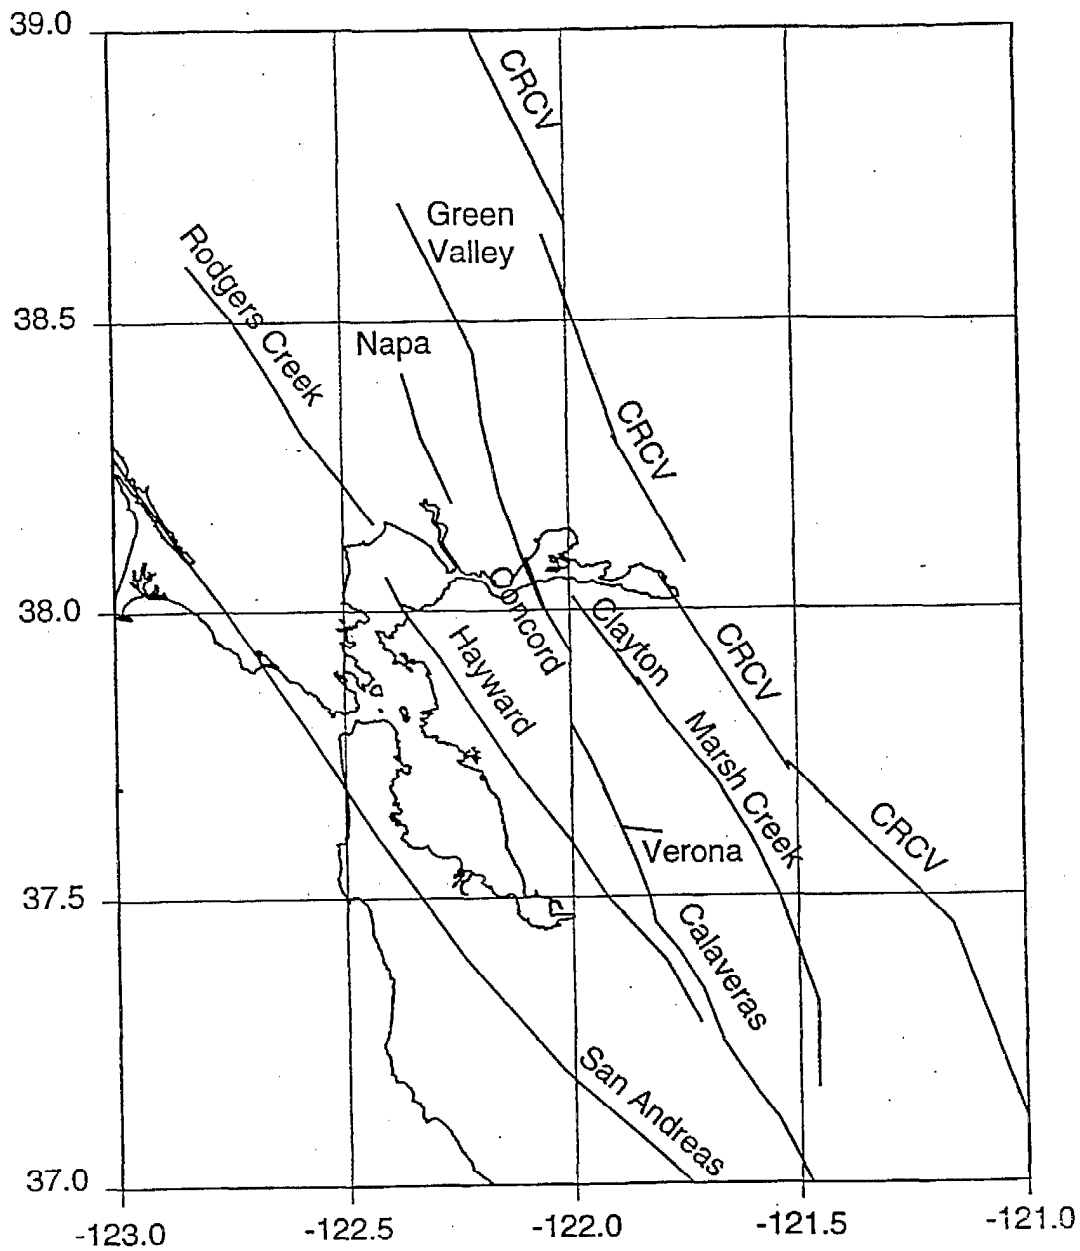 39.0
CRCV
Green
Valley
Rodgers Creek
38.5
Napa
CRCV
38.0
Concord
Clayton
Hayward
CRCV
Marsh Creek
CRCV
Verona
37.5
Calaveras
San Andreas
37.0
-123.0
-122.5
-122.0
-121.5
-121.0